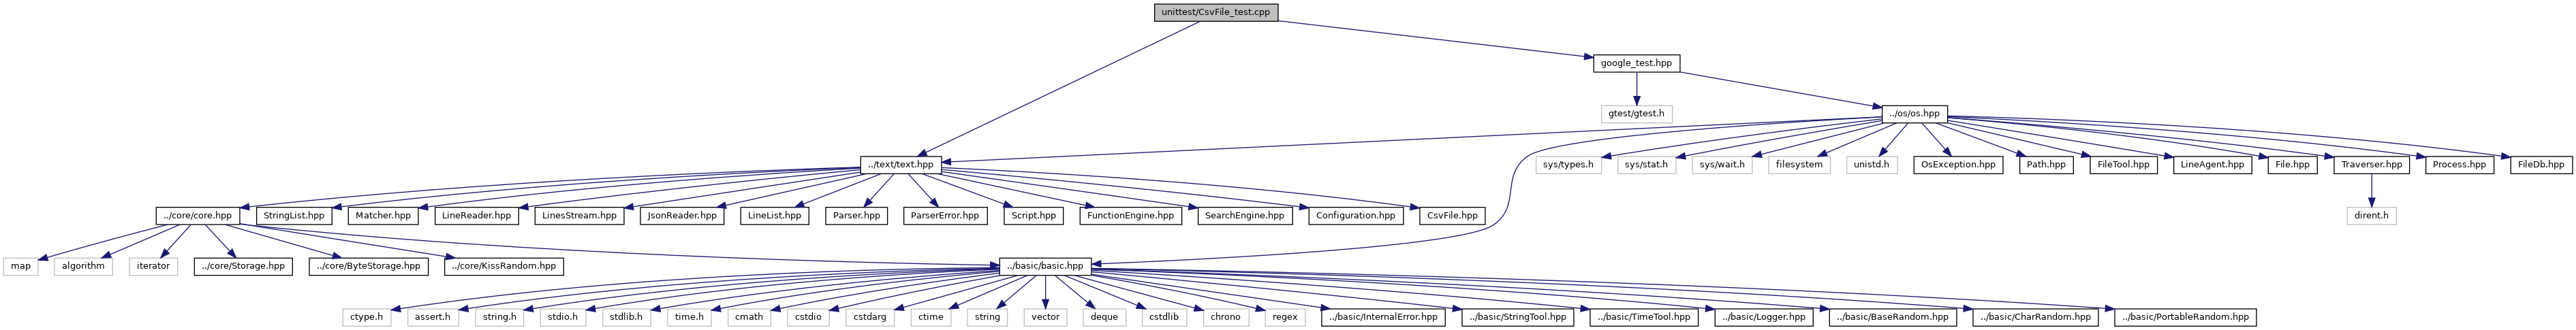 unittest/CsvFile_test.cpp
google_test.hpp
gtest/gtest.h
../os/os.hpp
../text/text.hpp
sys/types.h
sys/stat.h
sys/wait.h
filesystem
unistd.h
OsException.hpp
Path.hpp
FileTool.hpp
LineAgent.hpp
File.hpp
Traverser.hpp
Process.hpp
FileDb.hpp
../core/core.hpp
StringList.hpp
Matcher.hpp
LineReader.hpp
LinesStream.hpp
JsonReader.hpp
LineList.hpp
Parser.hpp
ParserError.hpp
Script.hpp
FunctionEngine.hpp
SearchEngine.hpp
Configuration.hpp
CsvFile.hpp
dirent.h
map
algorithm
iterator
../core/Storage.hpp
../core/ByteStorage.hpp
../core/KissRandom.hpp
../basic/basic.hpp
ctype.h
assert.h
string.h
stdio.h
stdlib.h
time.h
cmath
cstdio
cstdarg
ctime
string
vector
deque
cstdlib
chrono
regex
../basic/InternalError.hpp
../basic/StringTool.hpp
../basic/TimeTool.hpp
../basic/Logger.hpp
../basic/BaseRandom.hpp
../basic/CharRandom.hpp
../basic/PortableRandom.hpp